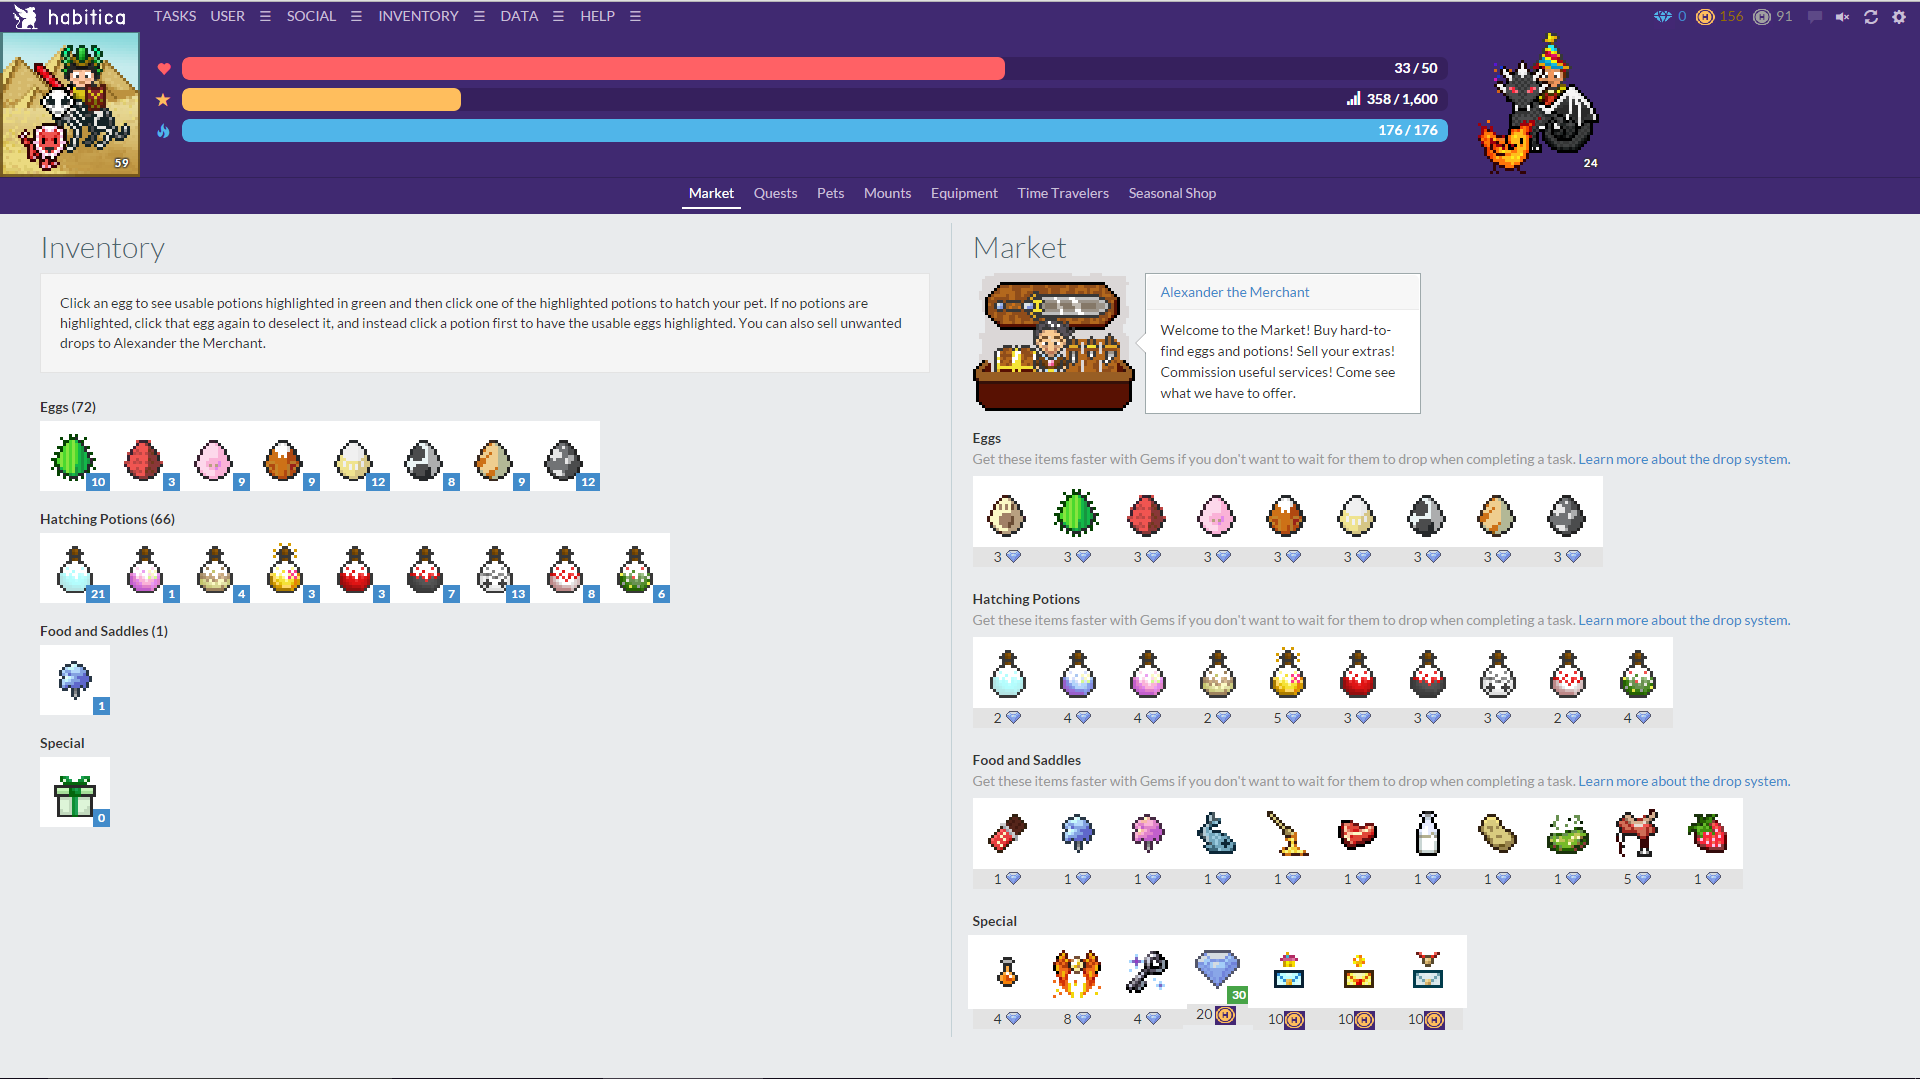 habitica TASKS USER SOCIAL INVENTORY DATA HELP 0 156 91
33 / 50
358 / 1,600
176 / 176
59
24
Market Quests Pets Mounts Equipment Time Travelers Seasonal Shop
Inventory
Click an egg to see usable potions highlighted in green and then click one of the highlighted potions to hatch your pet. If no potions are
highlighted, click that egg again to deselect it, and instead click a potion first to have the usable eggs highlighted. You can also sell unwanted
drops to Alexander the Merchant.
Eggs (72)
10 3 9 9 12 8 9 12
Hatching Potions (66)
21 1 4 3 3 7 13 8 6
Food and Saddles (1)
1
Special
0
Market
Alexander the Merchant
Welcome to the Market! Buy hard-to-
find eggs and potions! Sell your extras!
Commission useful services! Come see
what we have to offer.
Eggs
Get these items faster with Gems if you don't want to wait for them to drop when completing a task. Learn more about the drop system.
3 3 3 3 3 3 3 3 3
Hatching Potions
Get these items faster with Gems if you don't want to wait for them to drop when completing a task. Learn more about the drop system.
2 4 4 2 5 3 3 3 2 4
Food and Saddles
Get these items faster with Gems if you don't want to wait for them to drop when completing a task. Learn more about the drop system.
1 1 1 1 1 1 1 1 1 5 1
Special
30
4 8 4 20 10 10 10